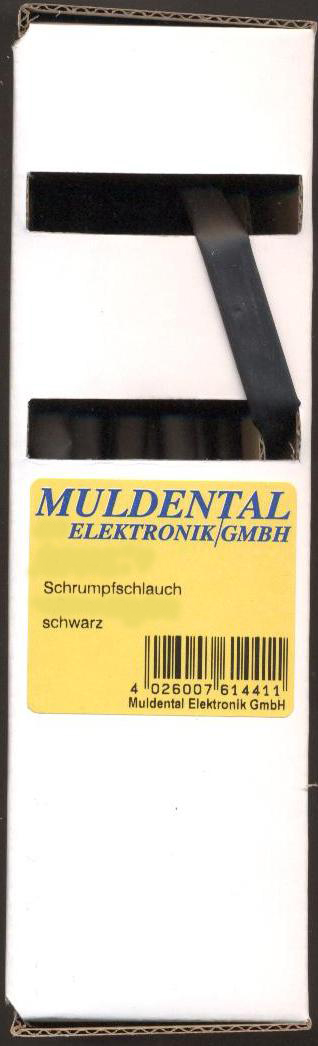 MULDENTAL
ELEKTRONIK/GMBH
Schrumpfschlauch
schwarz
4 026007 614411
Muldental Elektronik GmbH